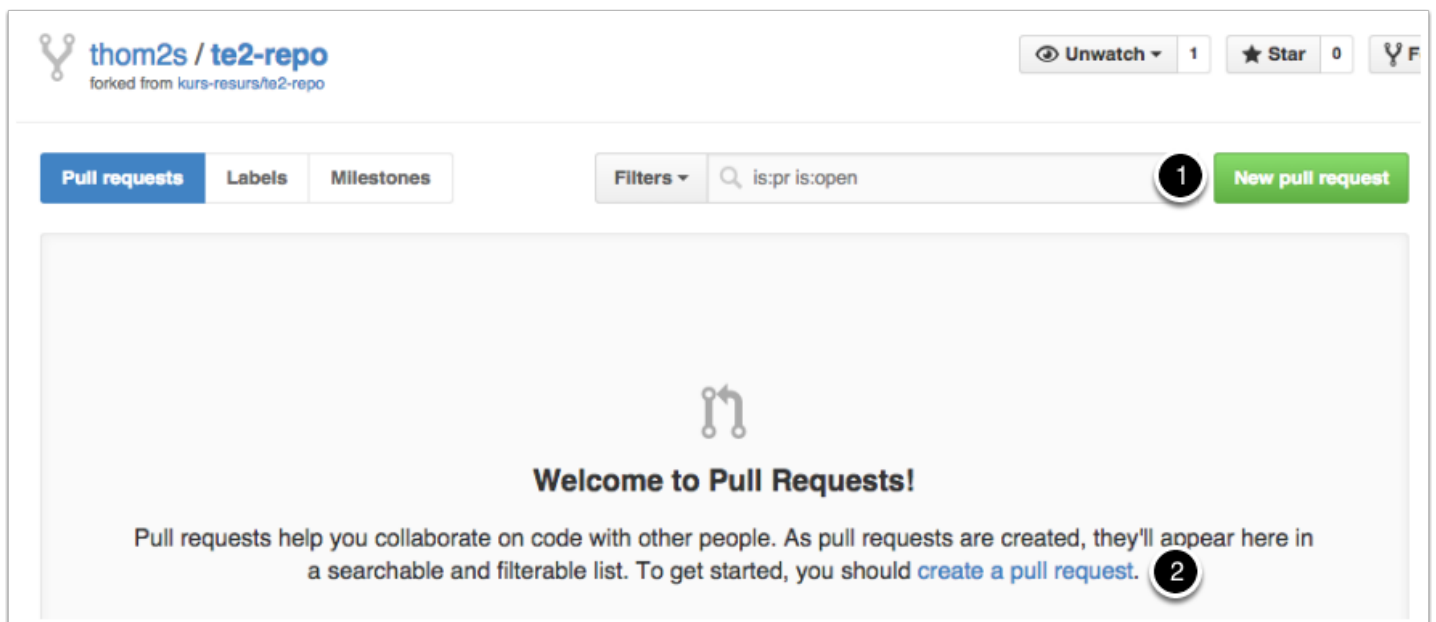 thom2s / te2-repo
forked from kurs-resurs/te2-repo
Unwatch 1 Star 0 F
Pull requests Labels Milestones Filters is:pr is:open 1 New pull request
Welcome to Pull Requests!
Pull requests help you collaborate on code with other people. As pull requests are created, they'll appear here in
a searchable and filterable list. To get started, you should create a pull request. 2